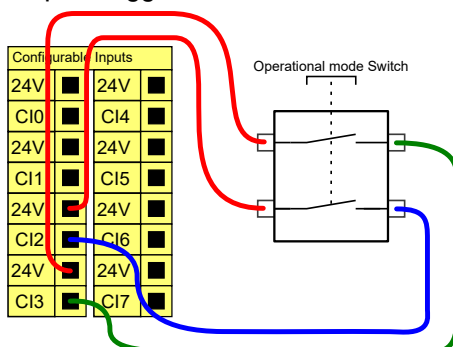 Configurable Inputs
24V 24V
CI0 CI4
24V 24V
CI1 CI5
24V 24V
CI2 CI6
24V 24V
CI3 CI7
Operational mode Switch